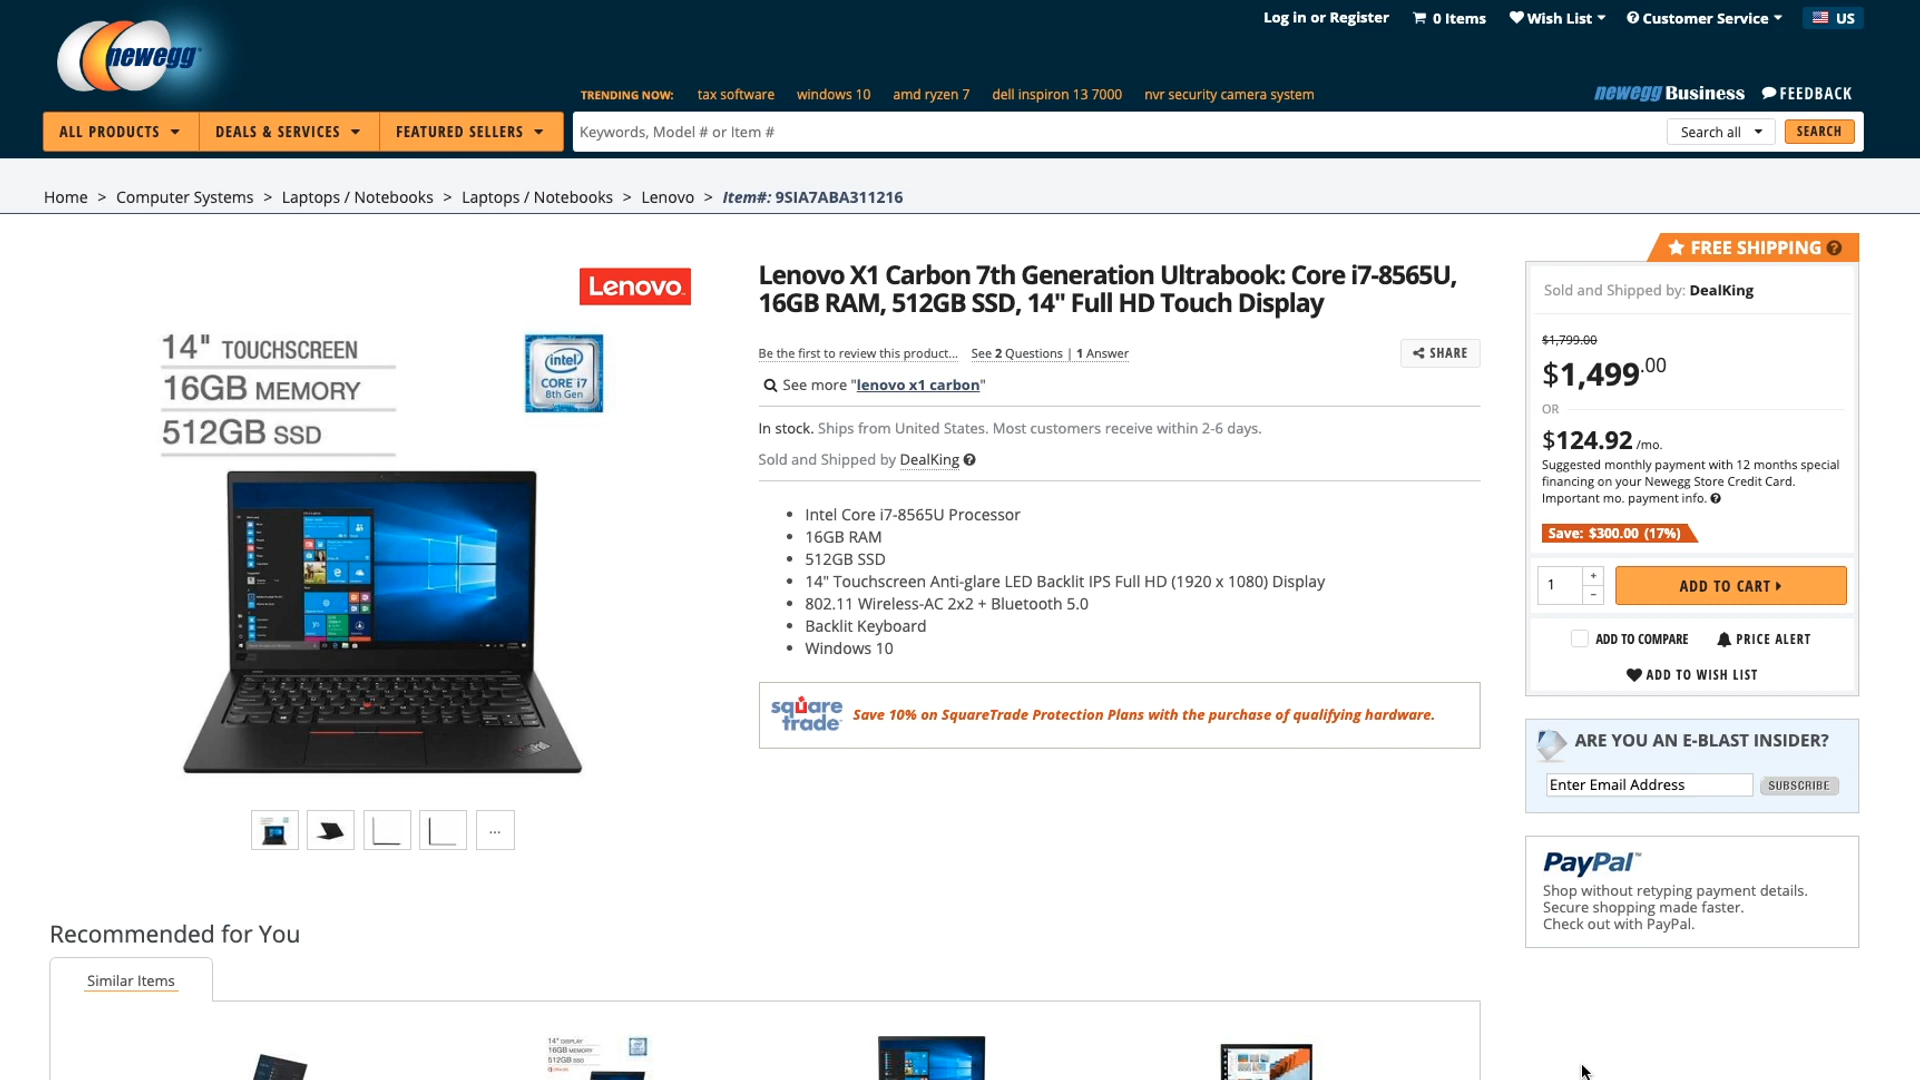 Log in or Register
0 Items
Wish List
Customer Service
US
newegg
TRENDING NOW: tax software windows 10 amd ryzen 7 dell inspiron 13 7000 nvr security camera system
newegg Business
FEEDBACK
ALL PRODUCTS
DEALS & SERVICES
FEATURED SELLERS
Keywords, Model # or Item #
Search all
SEARCH
Home > Computer Systems > Laptops / Notebooks > Laptops / Notebooks > Lenovo > Item#: 9SIA7ABA311216
Lenovo
14" TOUCHSCREEN
16GB MEMORY
512GB SSD
intel
CORE i7
8th Gen
Lenovo X1 Carbon 7th Generation Ultrabook: Core i7-8565U,
16GB RAM, 512GB SSD, 14" Full HD Touch Display
Be the first to review this product... See 2 Questions | 1 Answer
SHARE
See more "lenovo x1 carbon"
In stock. Ships from United States. Most customers receive within 2-6 days.
Sold and Shipped by DealKing
Intel Core i7-8565U Processor
16GB RAM
512GB SSD
14" Touchscreen Anti-glare LED Backlit IPS Full HD (1920 x 1080) Display
802.11 Wireless-AC 2x2 + Bluetooth 5.0
Backlit Keyboard
Windows 10
square
trade
Save 10% on SquareTrade Protection Plans with the purchase of qualifying hardware.
FREE SHIPPING
Sold and Shipped by: DealKing
$1,799.00
$1,499.00
OR
$124.92 /mo.
Suggested monthly payment with 12 months special
financing on your Newegg Store Credit Card.
Important mo. payment info.
Save: $300.00 (17%)
1
+
-
ADD TO CART
ADD TO COMPARE
PRICE ALERT
ADD TO WISH LIST
ARE YOU AN E-BLAST INSIDER?
Enter Email Address
SUBSCRIBE
PayPal™
Shop without retyping payment details.
Secure shopping made faster.
Check out with PayPal.
...
Recommended for You
Similar Items
14" DISPLAY
16GB MEMORY
512GB SSD